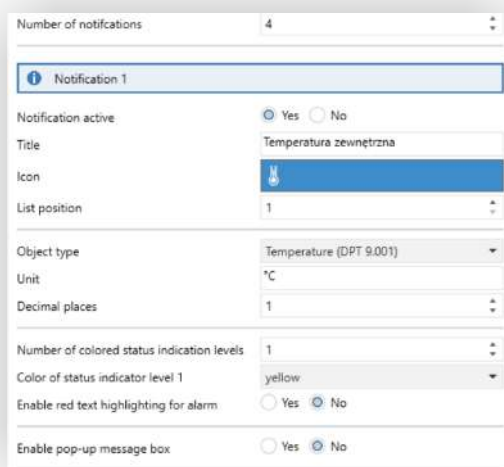 Number of notifcations 4
Notification 1
Notification active Yes No
Title Temperatura zewnętrzna
Icon
List position 1
Object type Temperature (DPT 9.001)
Unit °C
Decimal places 1
Number of colored status indication levels 1
Color of status indicator level 1 yellow
Enable red text highlighting for alarm Yes No
Enable pop-up message box Yes No